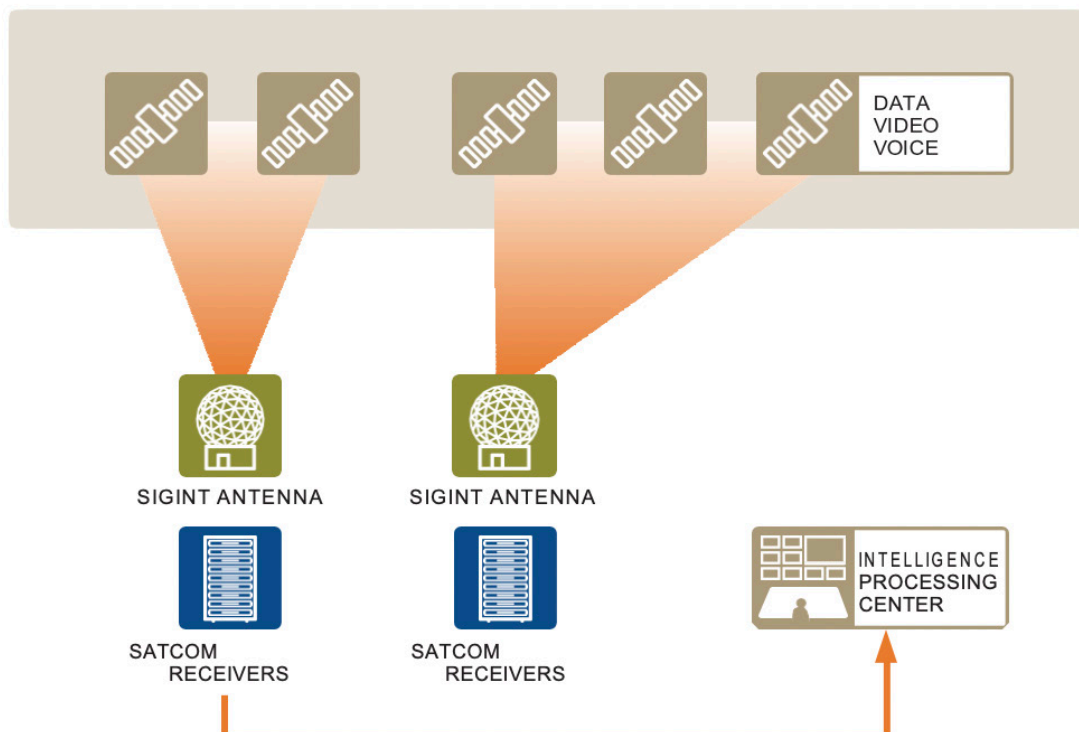 DATA
VIDEO
VOICE
SIGINT ANTENNA
SIGINT ANTENNA
SATCOM
RECEIVERS
SATCOM
RECEIVERS
INTELLIGENCE
PROCESSING
CENTER